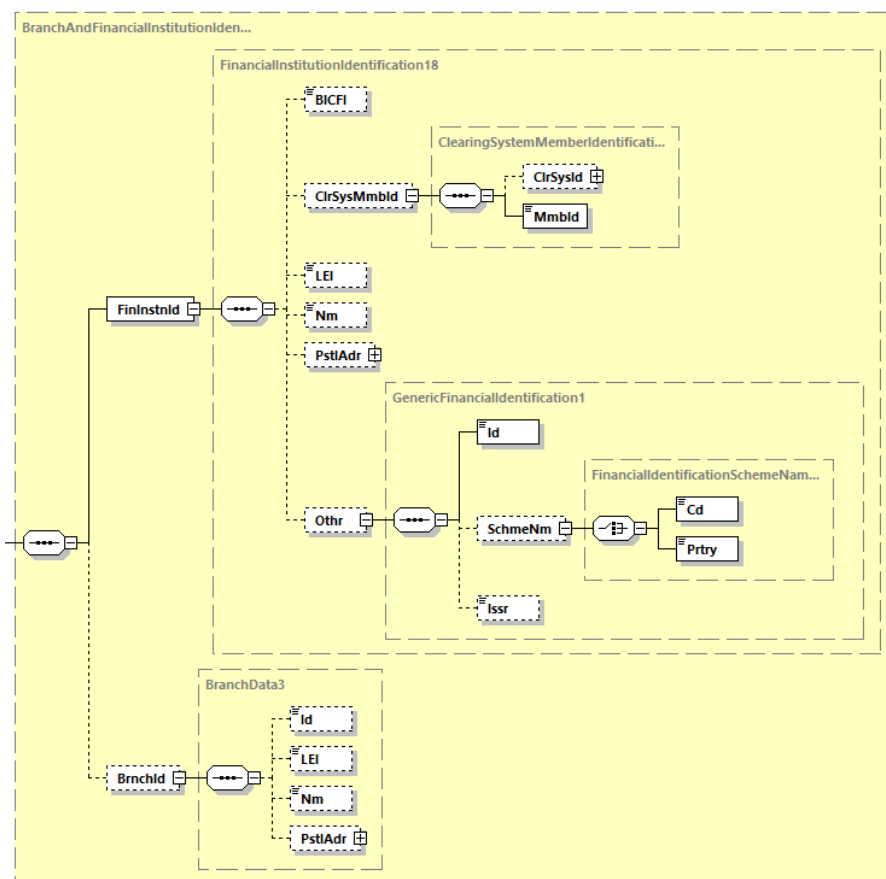 BranchAndFinancialInstitutionIden...
FinancialInstitutionIdentification18
BICFI
ClearingSystemMemberIdentificati...
ClrSysId
ClrSysMmbId
MmbId
LEI
FinInstnId
Nm
PstlAdr
GenericFinancialIdentification1
Id
FinancialIdentificationSchemeNam...
Cd
Othr
SchmeNm
Prtry
Issr
BranchData3
Id
LEI
BrnchId
Nm
PstlAdr